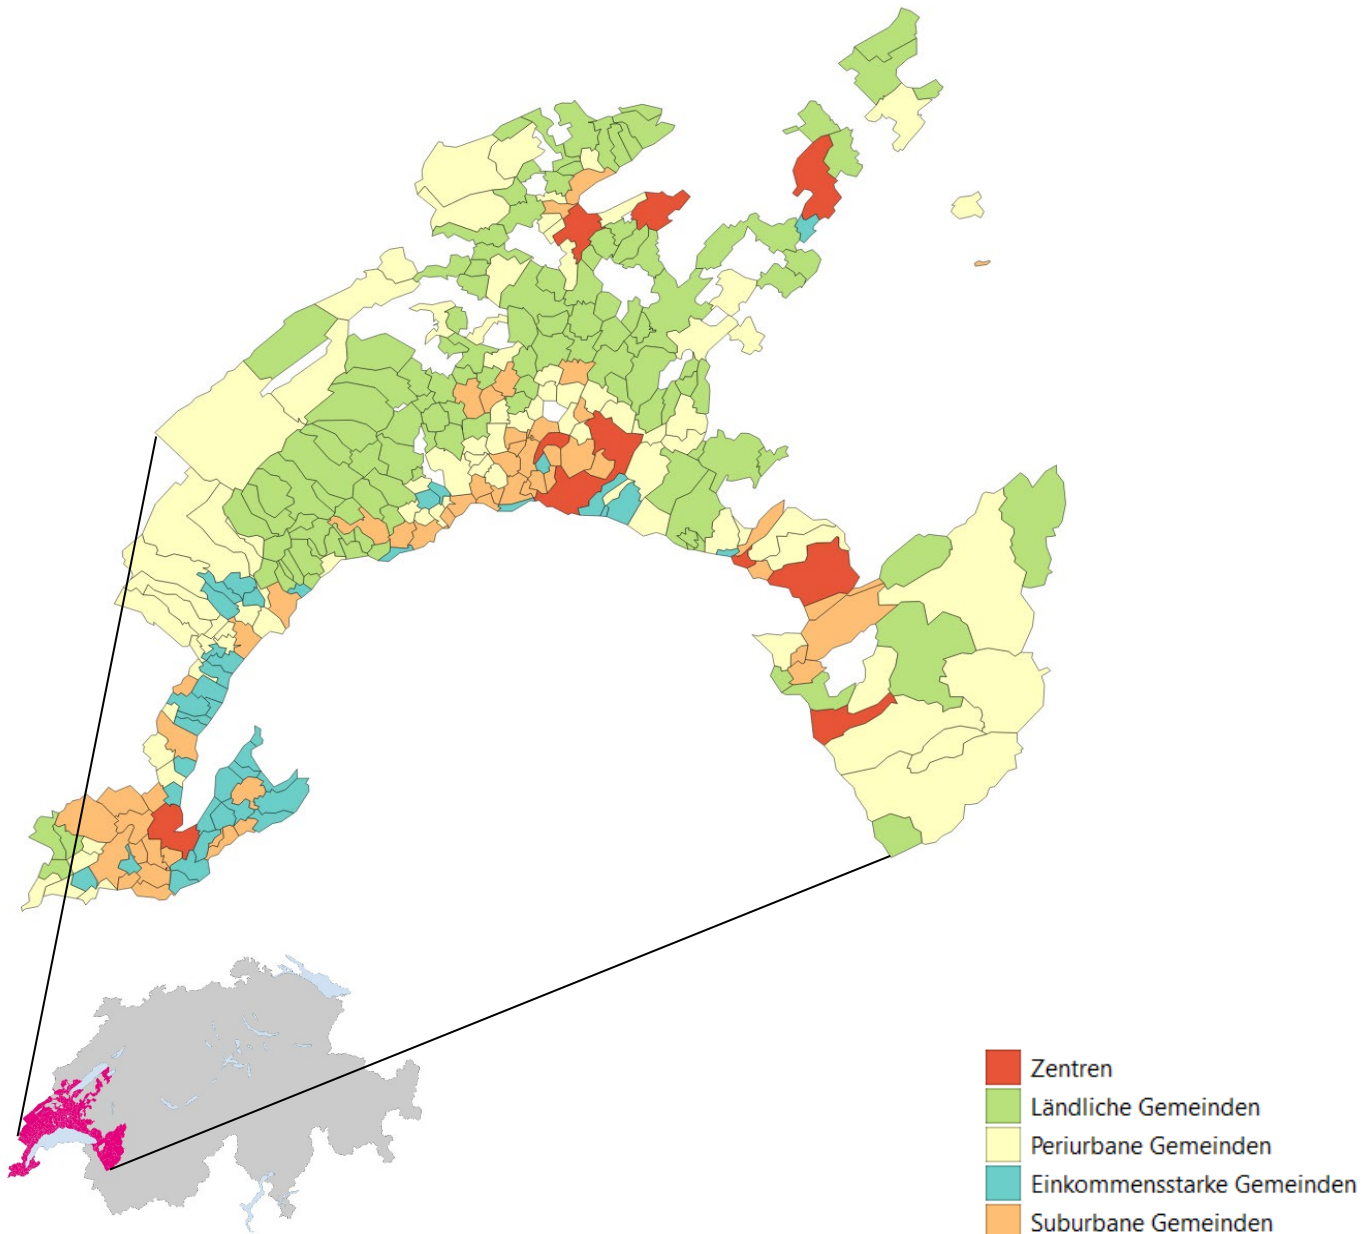 Zentren
Ländliche Gemeinden
Periurbane Gemeinden
Einkommensstarke Gemeinden
Suburbane Gemeinden